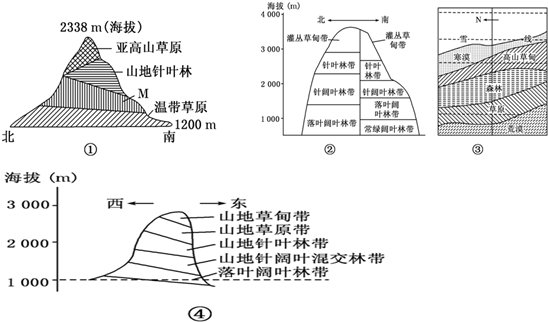 2338 m(海拔)
亚高山草原
山地针叶林
M
温带草原
1200 m
北
南
①
海拔(m)
北
南
4 000
3 000
2 000
1 000
灌丛草甸带
灌丛草甸带
针叶林带
针叶林带
针阔叶林带
针阔叶林带
落叶阔叶林带
落叶阔叶林带
常绿阔叶林带
②
N
雪
线
寒漠
高山草甸
森林
草原
荒漠
③
海拔 (m)
3 000
2 000
1 000
西
东
山地草甸带
山地草原带
山地针叶林带
山地针阔叶混交林带
落叶阔叶林带
④